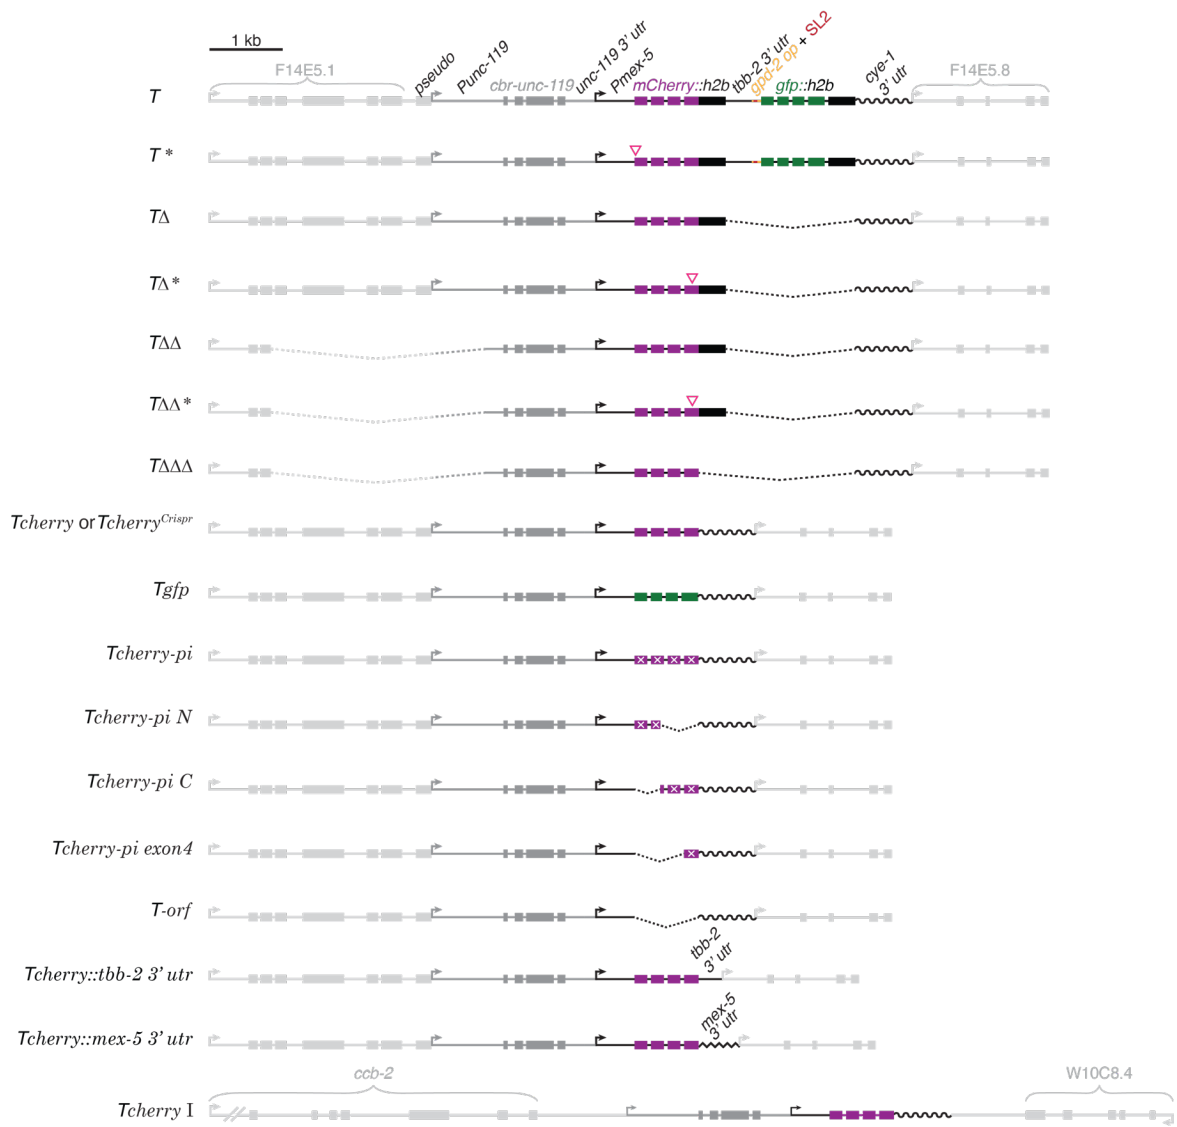 1 kb
F14E5.1
pseudo
Punc-119
cbr-unc-119
unc-119 3’ utr
Pmex-5
mCherry::h2b
tbb-2 3’ utr
gpd-2 op + SL2
gfp::h2b
cye-1
3’ utr
F14E5.8
T
T *
TΔ
TΔ*
TΔΔ
TΔΔ*
TΔΔΔ
Tcherry or TcherryCrispr
Tgfp
Tcherry-pi
Tcherry-pi N
Tcherry-pi C
Tcherry-pi exon4
T-orf
tbb-2
3’ utr
Tcherry::tbb-2 3’ utr
mex-5
3’ utr
Tcherry::mex-5 3’ utr
ccb-2
W10C8.4
Tcherry I